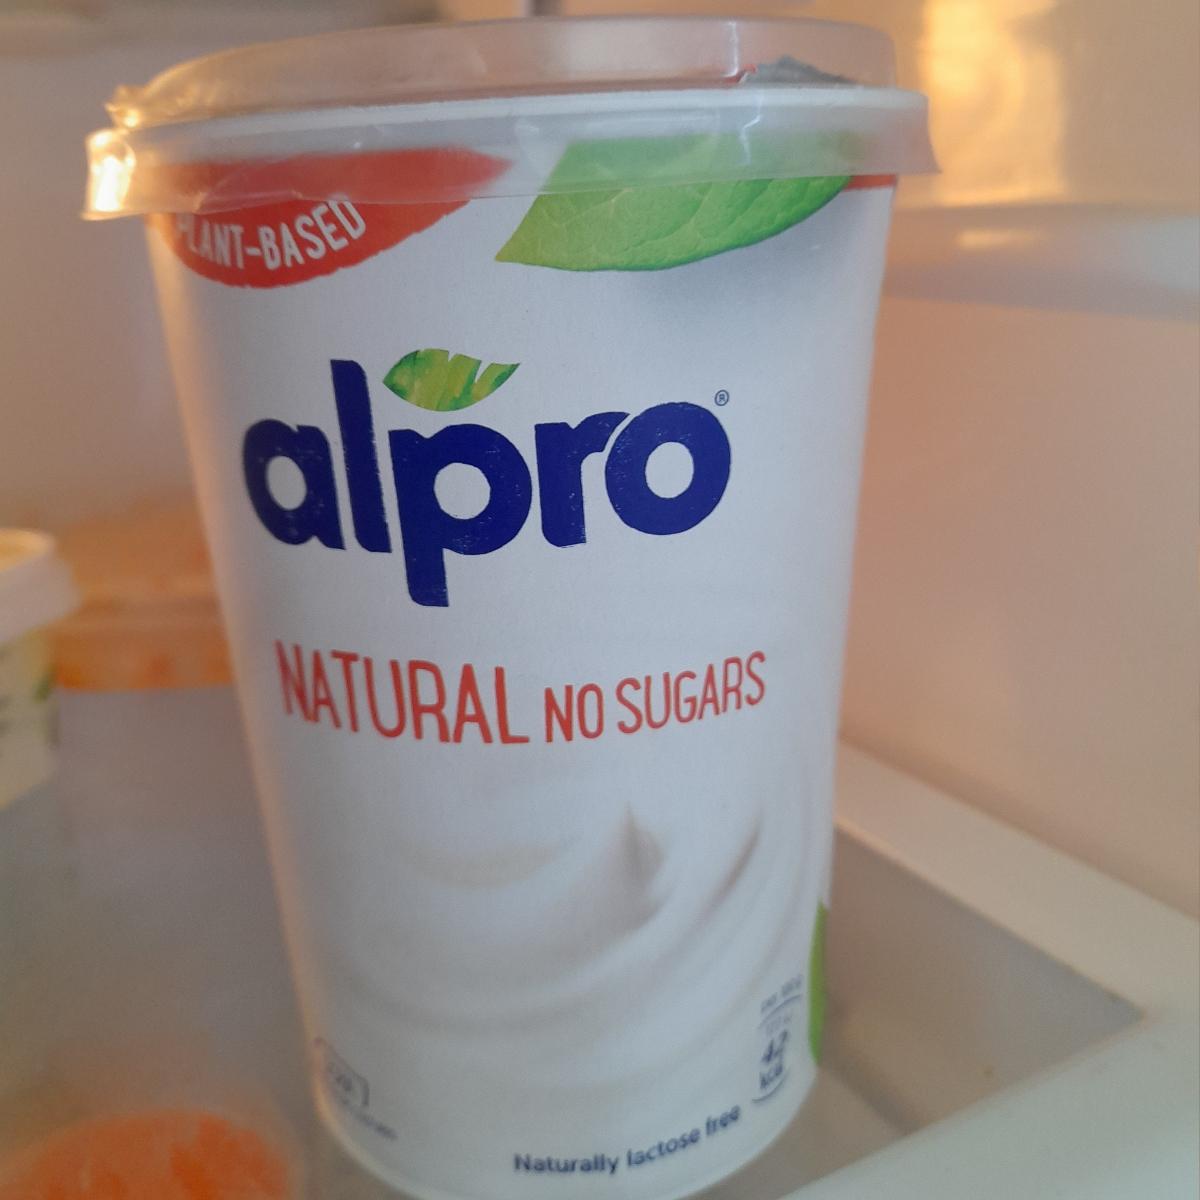 PLANT-BASED
alpro®
NATURAL NO SUGARS
42
kcal
Naturally lactose free